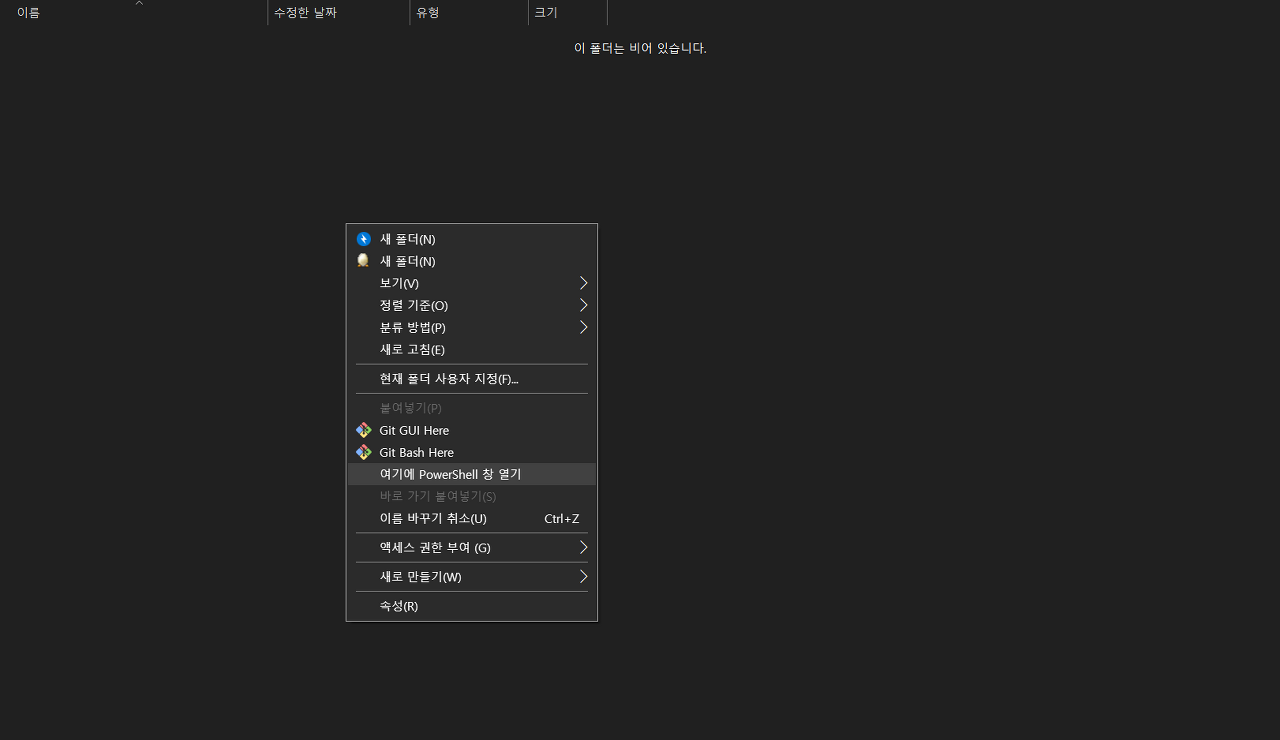 이름 수정한 날짜 유형 크기
이 폴더는 비어 있습니다.
새 폴더(N)
새 폴더(N)
보기(V)
정렬 기준(O)
분류 방법(P)
새로 고침(E)
현재 폴더 사용자 지정(F)...
붙여넣기(P)
Git GUI Here
Git Bash Here
여기에 PowerShell 창 열기
바로 가기 붙여넣기(S)
이름 바꾸기 취소(U) Ctrl+Z
액세스 권한 부여 (G)
새로 만들기(W)
속성(R)